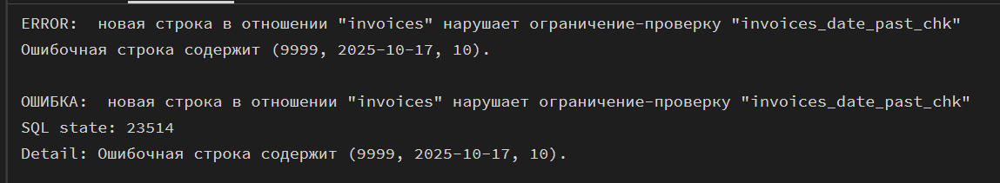 ERROR:  новая строка в отношении "invoices" нарушает ограничение-проверку "invoices_date_past_chk"
Ошибочная строка содержит (9999, 2025-10-17, 10).
ОШИБКА:  новая строка в отношении "invoices" нарушает ограничение-проверку "invoices_date_past_chk"
SQL state: 23514
Detail: Ошибочная строка содержит (9999, 2025-10-17, 10).